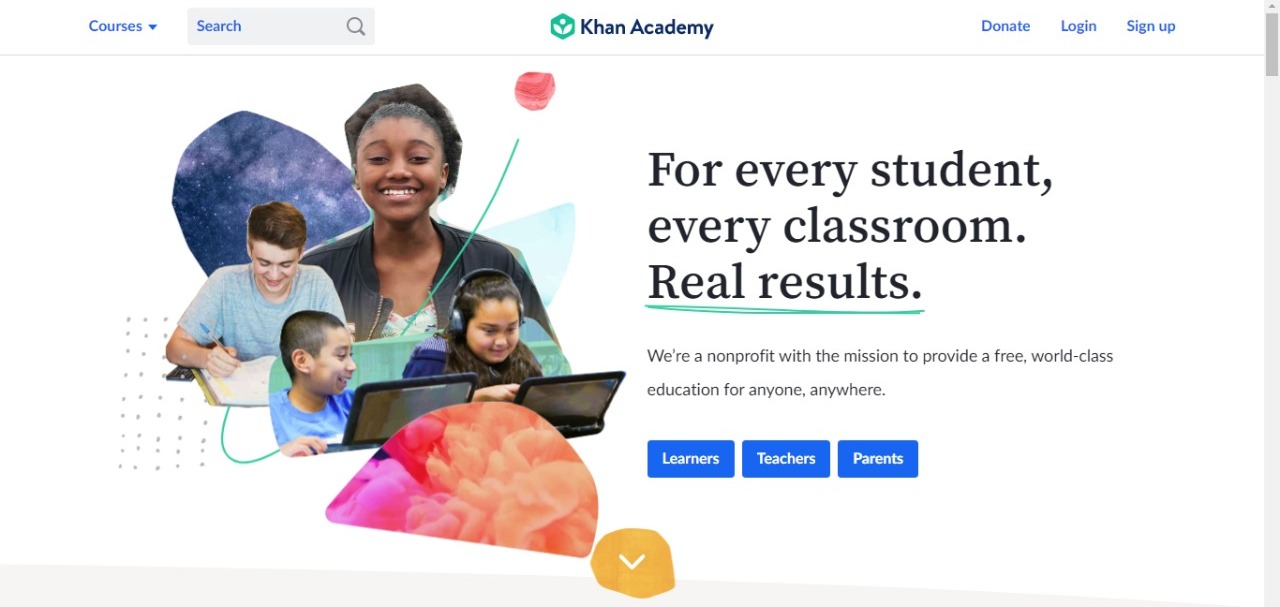 Courses
Search
Khan Academy
Donate
Login
Sign up
For every student,
every classroom.
Real results.
We’re a nonprofit with the mission to provide a free, world-class
education for anyone, anywhere.
Learners
Teachers
Parents